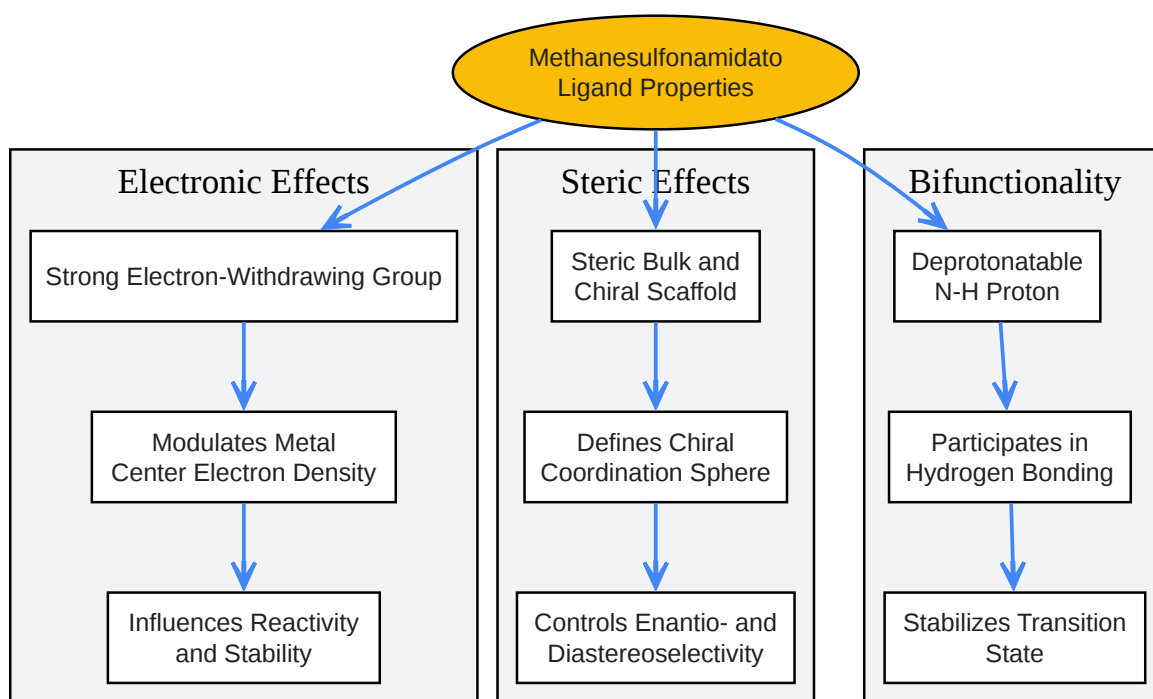 Methanesulfonamidato
Ligand Properties
Electronic Effects
Strong Electron-Withdrawing Group
Modulates Metal
Center Electron Density
Influences Reactivity
and Stability
Steric Effects
Steric Bulk and
Chiral Scaffold
Defines Chiral
Coordination Sphere
Controls Enantio- and
Diastereoselectivity
Bifunctionality
Deprotonatable
N-H Proton
Participates in
Hydrogen Bonding
Stabilizes Transition
State